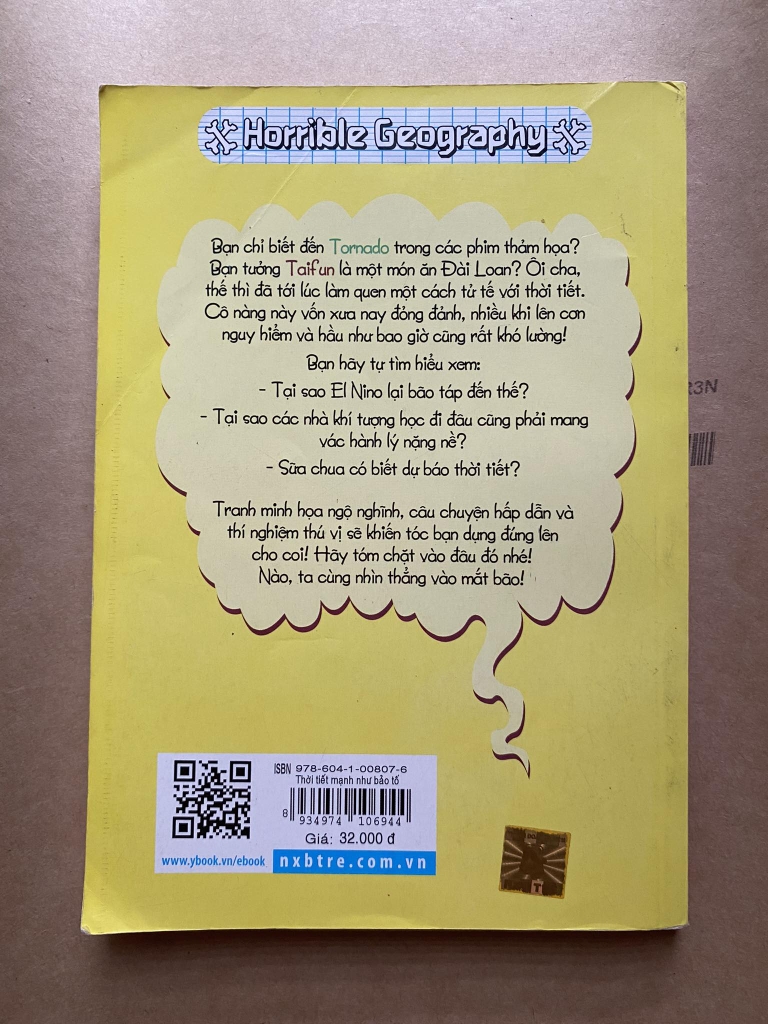 Horrible Geography
Bạn chỉ biết đến Tornado trong các phim thảm họa?
Bạn tưởng Taifun là một món ăn Đài Loan? Ôi cha,
thế thì đã tới lúc làm quen một cách tử tế với thời tiết.
Cô nàng này vốn xưa nay đỏng đảnh, nhiều khi lên cơn
nguy hiểm và hầu như bao giờ cũng rất khó lường!
Bạn hãy tự tìm hiểu xem:
- Tại sao El Nino lại bão táp đến thế?
- Tại sao các nhà khí tượng học đi đâu cũng phải mang
vác hành lý nặng nề?
- Sữa chua có biết dự báo thời tiết?
Tranh minh họa ngộ nghĩnh, câu chuyện hấp dẫn và
thí nghiệm thú vị sẽ khiến tóc bạn dựng đứng lên
cho coi! Hãy tóm chặt vào đâu đó nhé!
Nào, ta cùng nhìn thẳng vào mắt bão!
R3N
ISBN 978-604-1-00807-6
Thời tiết mạnh như bảo tố
8 934974 106944
Giá: 32.000 đ
www.ybook.vn/ebook
nxbtre.com.vn
T